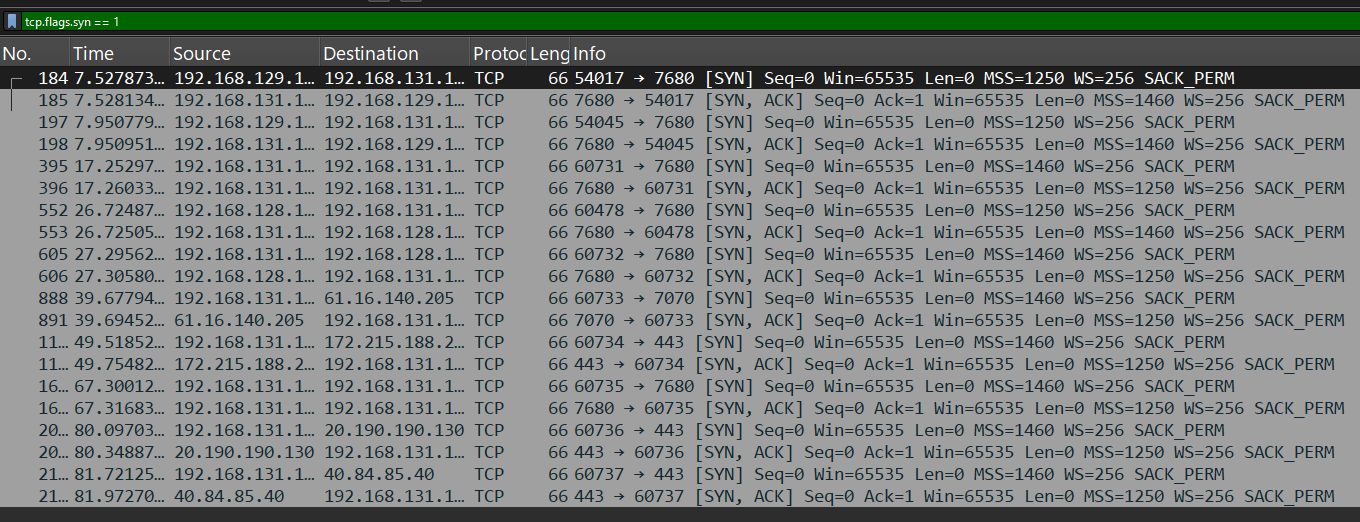 tcp.flags.syn == 1
No. Time Source Destination Protoc Leng Info
184 7.527873… 192.168.129.1… 192.168.131.1… TCP 66 54017 → 7680 [SYN] Seq=0 Win=65535 Len=0 MSS=1250 WS=256 SACK_PERM
185 7.528134… 192.168.131.1… 192.168.129.1… TCP 66 7680 → 54017 [SYN, ACK] Seq=0 Ack=1 Win=65535 Len=0 MSS=1460 WS=256 SACK_PERM
197 7.950779… 192.168.129.1… 192.168.131.1… TCP 66 54045 → 7680 [SYN] Seq=0 Win=65535 Len=0 MSS=1250 WS=256 SACK_PERM
198 7.950951… 192.168.131.1… 192.168.129.1… TCP 66 7680 → 54045 [SYN, ACK] Seq=0 Ack=1 Win=65535 Len=0 MSS=1460 WS=256 SACK_PERM
395 17.25297… 192.168.131.1… 192.168.131.1… TCP 66 60731 → 7680 [SYN] Seq=0 Win=65535 Len=0 MSS=1460 WS=256 SACK_PERM
396 17.26033… 192.168.131.1… 192.168.131.1… TCP 66 7680 → 60731 [SYN, ACK] Seq=0 Ack=1 Win=65535 Len=0 MSS=1250 WS=256 SACK_PERM
552 26.72487… 192.168.128.1… 192.168.131.1… TCP 66 60478 → 7680 [SYN] Seq=0 Win=65535 Len=0 MSS=1250 WS=256 SACK_PERM
553 26.72505… 192.168.131.1… 192.168.128.1… TCP 66 7680 → 60478 [SYN, ACK] Seq=0 Ack=1 Win=65535 Len=0 MSS=1460 WS=256 SACK_PERM
605 27.29562… 192.168.131.1… 192.168.128.1… TCP 66 60732 → 7680 [SYN] Seq=0 Win=65535 Len=0 MSS=1460 WS=256 SACK_PERM
606 27.30580… 192.168.128.1… 192.168.131.1… TCP 66 7680 → 60732 [SYN, ACK] Seq=0 Ack=1 Win=65535 Len=0 MSS=1250 WS=256 SACK_PERM
888 39.67794… 192.168.131.1… 61.16.140.205 TCP 66 60733 → 7070 [SYN] Seq=0 Win=65535 Len=0 MSS=1460 WS=256 SACK_PERM
891 39.69452… 61.16.140.205 192.168.131.1… TCP 66 7070 → 60733 [SYN, ACK] Seq=0 Ack=1 Win=65535 Len=0 MSS=1250 WS=256 SACK_PERM
11… 49.51852… 192.168.131.1… 172.215.188.2… TCP 66 60734 → 443 [SYN] Seq=0 Win=65535 Len=0 MSS=1460 WS=256 SACK_PERM
11… 49.75482… 172.215.188.2… 192.168.131.1… TCP 66 443 → 60734 [SYN, ACK] Seq=0 Ack=1 Win=65535 Len=0 MSS=1250 WS=256 SACK_PERM
16… 67.30012… 192.168.131.1… 192.168.131.1… TCP 66 60735 → 7680 [SYN] Seq=0 Win=65535 Len=0 MSS=1460 WS=256 SACK_PERM
16… 67.31683… 192.168.131.1… 192.168.131.1… TCP 66 7680 → 60735 [SYN, ACK] Seq=0 Ack=1 Win=65535 Len=0 MSS=1250 WS=256 SACK_PERM
20… 80.09703… 192.168.131.1… 20.190.190.130 TCP 66 60736 → 443 [SYN] Seq=0 Win=65535 Len=0 MSS=1460 WS=256 SACK_PERM
20… 80.34887… 20.190.190.130 192.168.131.1… TCP 66 443 → 60736 [SYN, ACK] Seq=0 Ack=1 Win=65535 Len=0 MSS=1250 WS=256 SACK_PERM
21… 81.72125… 192.168.131.1… 40.84.85.40 TCP 66 60737 → 443 [SYN] Seq=0 Win=65535 Len=0 MSS=1460 WS=256 SACK_PERM
21… 81.97270… 40.84.85.40 192.168.131.1… TCP 66 443 → 60737 [SYN, ACK] Seq=0 Ack=1 Win=65535 Len=0 MSS=1250 WS=256 SACK_PERM